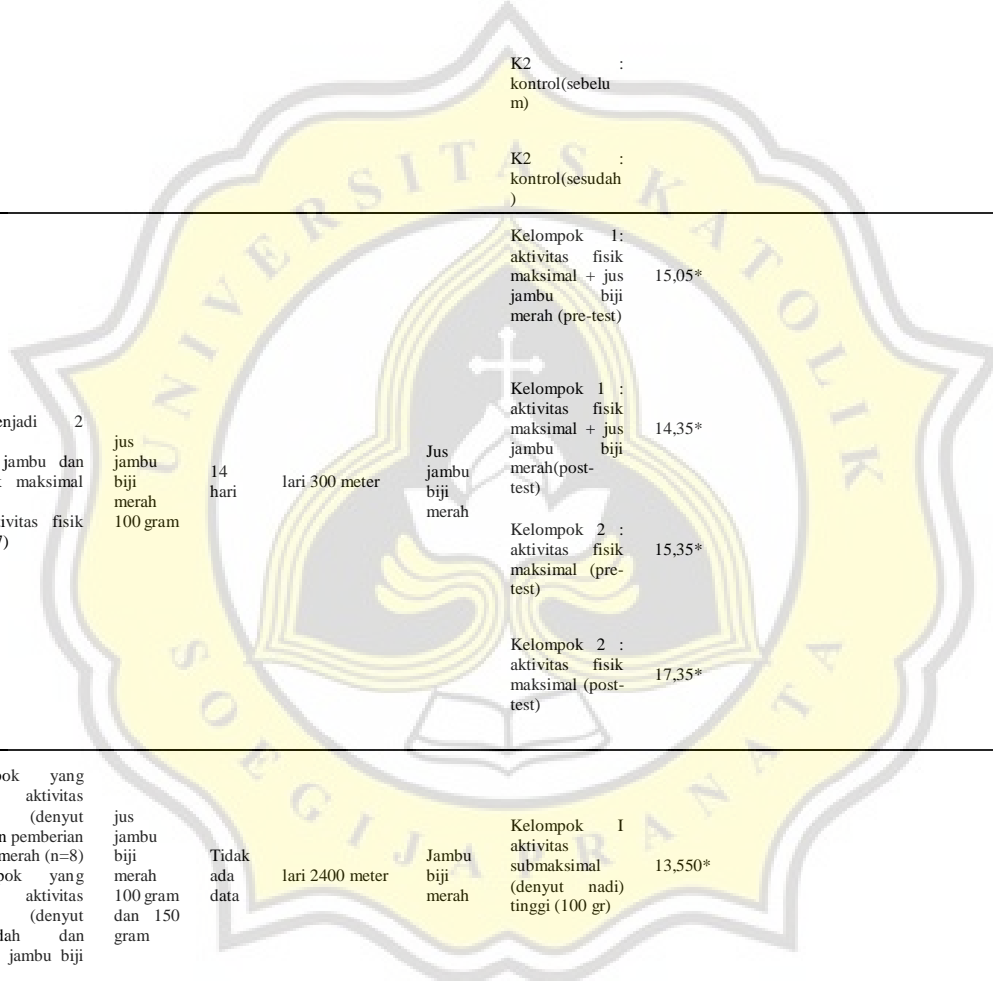 K2 :
kontrol(sebelu
m)
K2 :
kontrol(sesudah
)
enjadi 2
jambu dan
maksimal
ivitas fisik
7)
jus
jambu
biji
merah
100 gram
14
hari
lari 300 meter
Jus
jambu
biji
merah
Kelompok 1:
aktivitas fisik
maksimal + jus
jambu biji
merah (pre-test)
15,05*
Kelompok 1 :
aktivitas fisik
maksimal + jus
jambu biji
merah(post-
test)
14,35*
Kelompok 2 :
aktivitas fisik
maksimal (pre-
test)
15,35*
Kelompok 2 :
aktivitas fisik
maksimal (post-
test)
17,35*
ok yang
aktivitas
(denyut
n pemberian
merah (n=8)
ok yang
aktivitas
(denyut
dah dan
jambu biji
jus
jambu
biji
merah
100 gram
dan 150
gram
Tidak
ada
data
lari 2400 meter
Jambu
biji
merah
Kelompok I
aktivitas
submaksimal
(denyut nadi)
tinggi (100 gr)
13,550*
UNIVERSITAS KATOLIK
SOEGIJAPRANATA